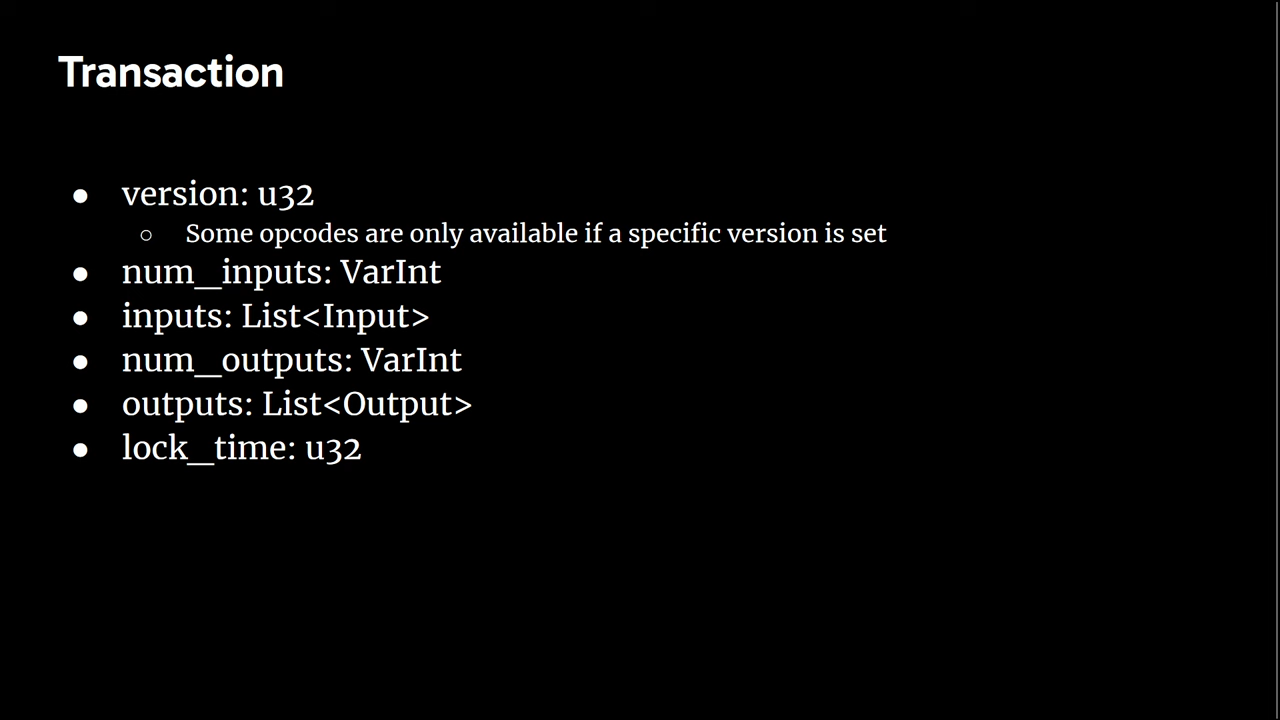 Transaction
● version: u32
○ Some opcodes are only available if a specific version is set
● num_inputs: VarInt
● inputs: List<Input>
● num_outputs: VarInt
● outputs: List<Output>
● lock_time: u32